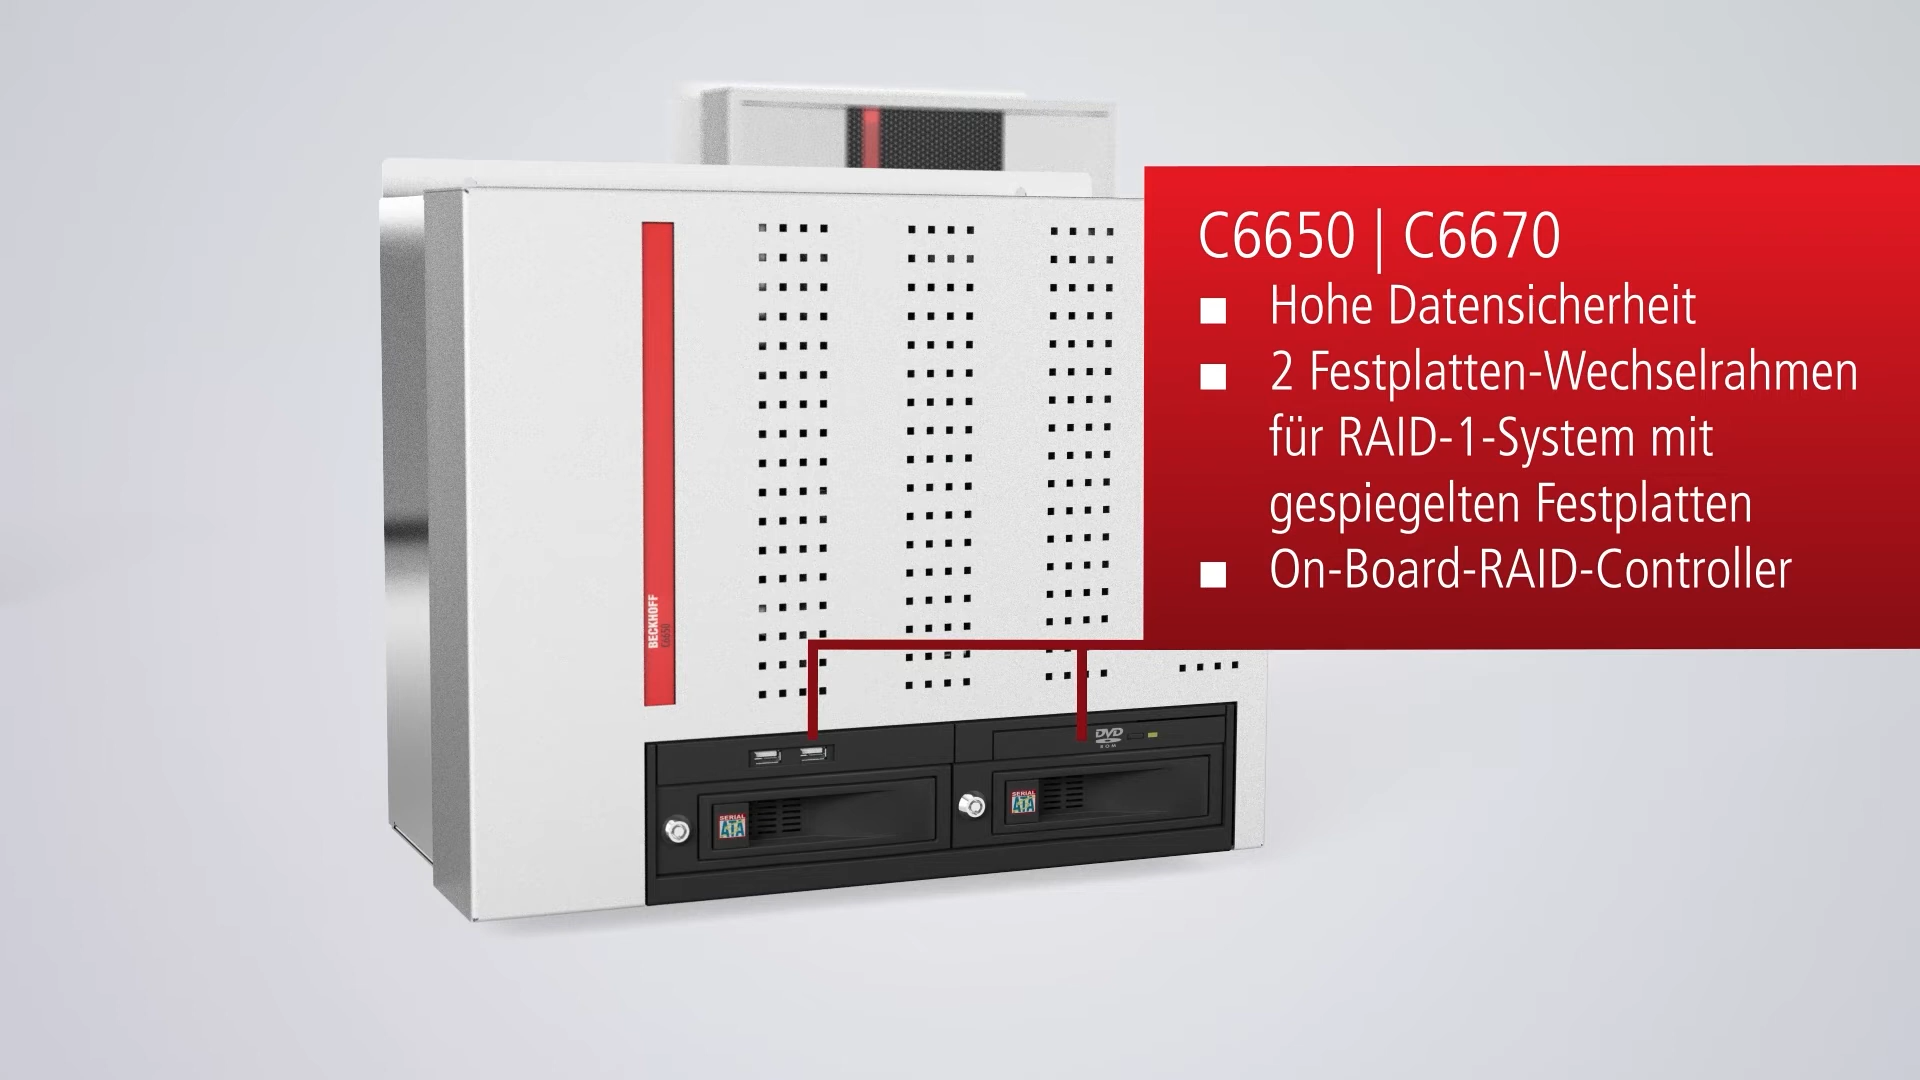 C6650 | C6670
■ Hohe Datensicherheit
■ 2 Festplatten-Wechselrahmen
für RAID-1-System mit
gespiegelten Festplatten
■ On-Board-RAID-Controller
BECKHOFF
C6650
DVD
ROM
SERIAL
ATA
SERIAL
ATA